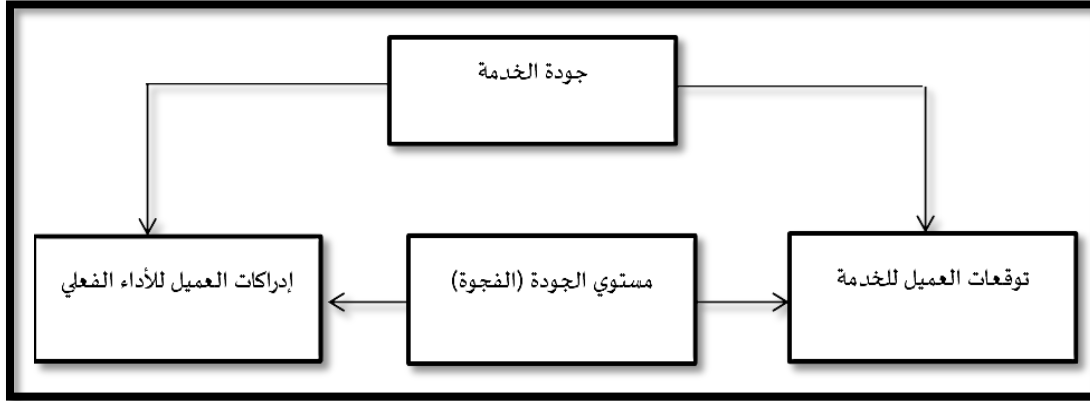 جودة الخدمة
توقعات العميل للخدمة
مستوي الجودة (الفجوة)
إدراكات العميل للأداء الفعلي